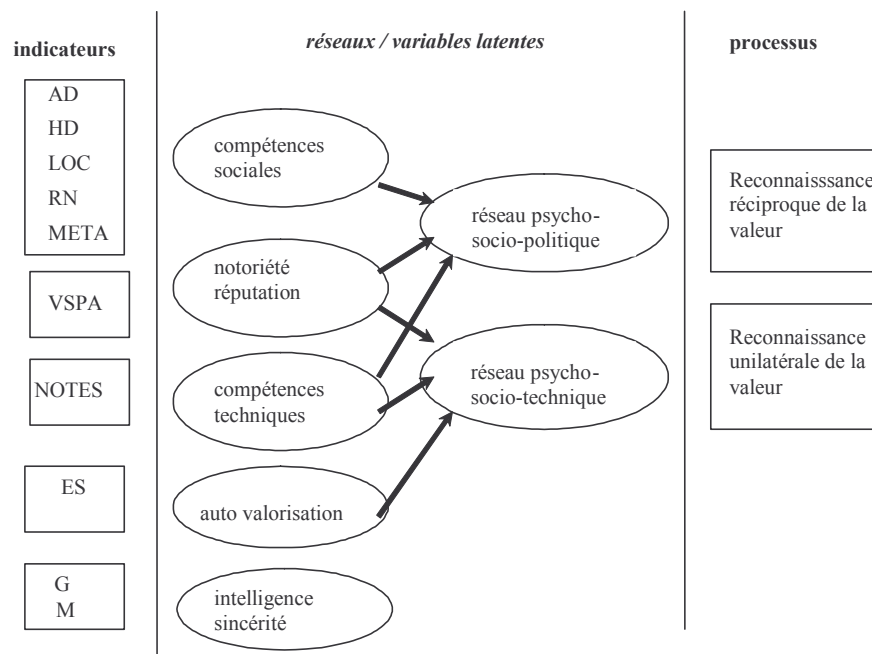 indicateurs
réseaux / variables latentes
processus
AD
HD
LOC
RN
META
VSPA
NOTES
ES
G
M
compétences
sociales
notoriété
réputation
compétences
techniques
auto valorisation
intelligence
sincérité
réseau psycho-
socio-politique
réseau psycho-
socio-technique
Reconnaisssance
réciproque de la
valeur
Reconnaissance
unilatérale de la
valeur